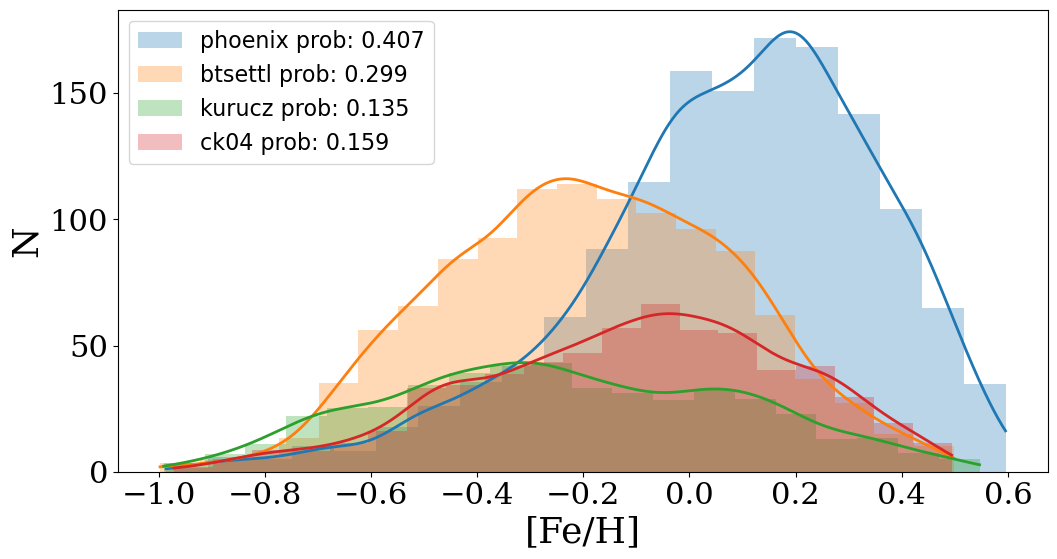 phoenix prob: 0.407
btsettl prob: 0.299
kurucz prob: 0.135
ck04 prob: 0.159
N
150
100
50
0
−1.0 −0.8 −0.6 −0.4 −0.2 0.0 0.2 0.4 0.6
[Fe/H]